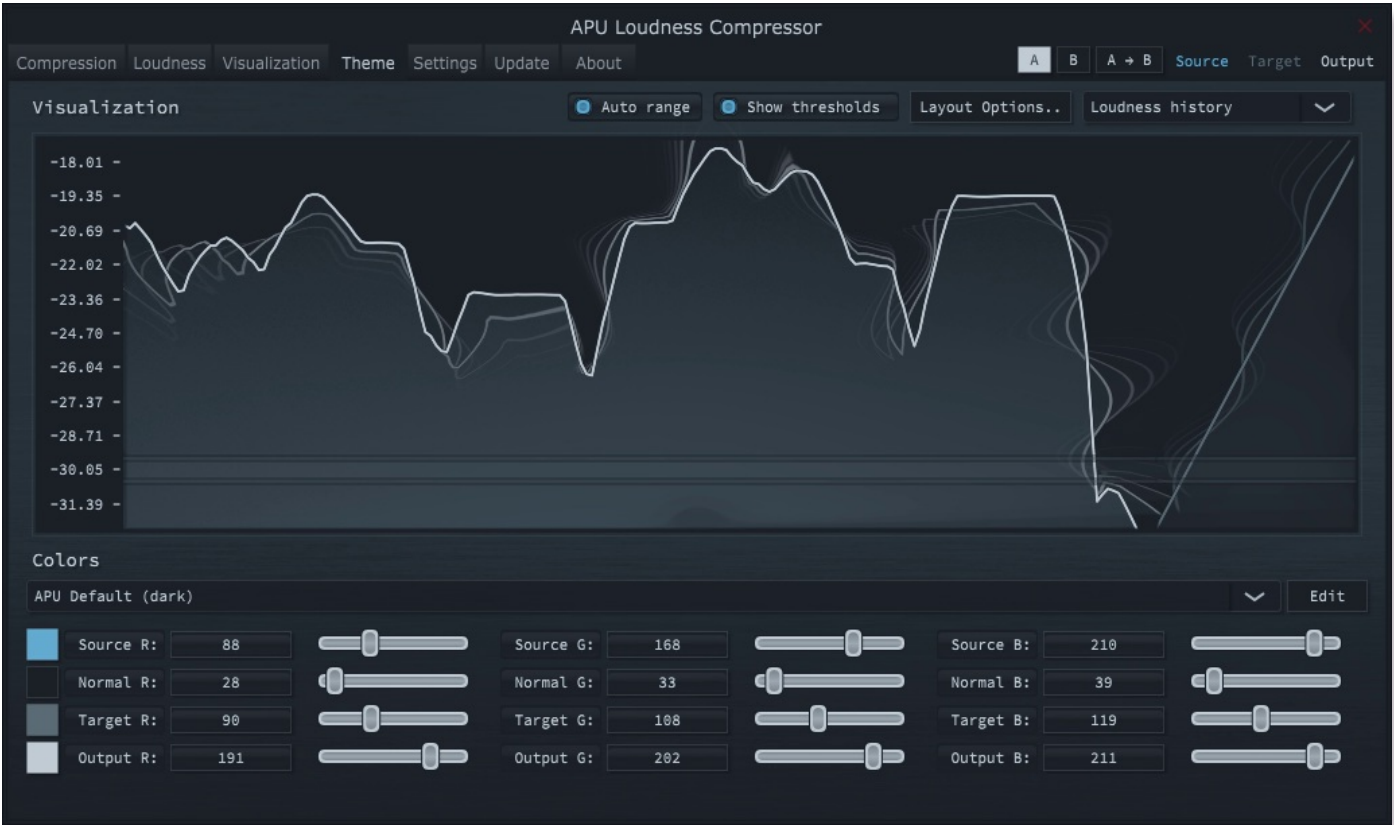 APU Loudness Compressor
Compression Loudness Visualization Theme Settings Update About A B A → B Source Target Output
Visualization Auto range Show thresholds Layout Options.. Loudness history
-18.01
-19.35
-20.69
-22.02
-23.36
-24.70
-26.04
-27.37
-28.71
-30.05
-31.39
Colors
APU Default (dark) Edit
Source R: 88 Source G: 168 Source B: 210
Normal R: 28 Normal G: 33 Normal B: 39
Target R: 90 Target G: 108 Target B: 119
Output R: 191 Output G: 202 Output B: 211